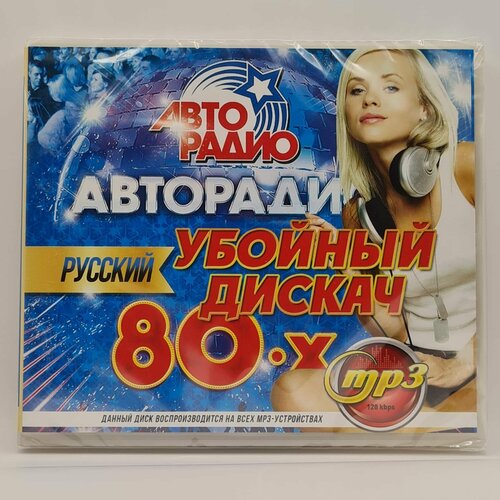 АВТО
РАДИО
АВТОРАДИ
РУССКИЙ
УБОЙНЫЙ
ДИСКАЧ
80-х
mp3
128 kbps
ДАННЫЙ ДИСК ВОСПРОИЗВОДИТСЯ НА ВСЕХ MP3-УСТРОЙСТВАХ